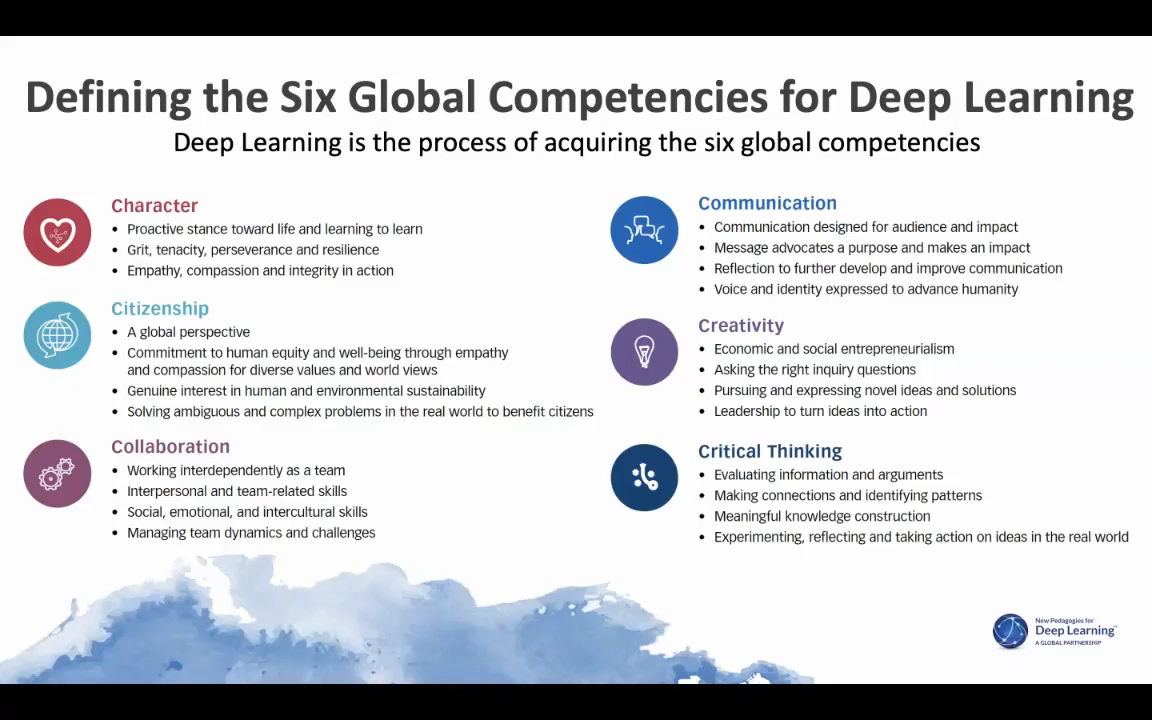 Defining the Six Global Competencies for Deep Learning
Deep Learning is the process of acquiring the six global competencies
Character
• Proactive stance toward life and learning to learn
• Grit, tenacity, perseverance and resilience
• Empathy, compassion and integrity in action
Citizenship
• A global perspective
• Commitment to human equity and well-being through empathy
and compassion for diverse values and world views
• Genuine interest in human and environmental sustainability
• Solving ambiguous and complex problems in the real world to benefit citizens
Collaboration
• Working interdependently as a team
• Interpersonal and team-related skills
• Social, emotional, and intercultural skills
• Managing team dynamics and challenges
Communication
• Communication designed for audience and impact
• Message advocates a purpose and makes an impact
• Reflection to further develop and improve communication
• Voice and identity expressed to advance humanity
Creativity
• Economic and social entrepreneurialism
• Asking the right inquiry questions
• Pursuing and expressing novel ideas and solutions
• Leadership to turn ideas into action
Critical Thinking
• Evaluating information and arguments
• Making connections and identifying patterns
• Meaningful knowledge construction
• Experimenting, reflecting and taking action on ideas in the real world
New Pedagogies for
Deep Learning™
A GLOBAL PARTNERSHIP